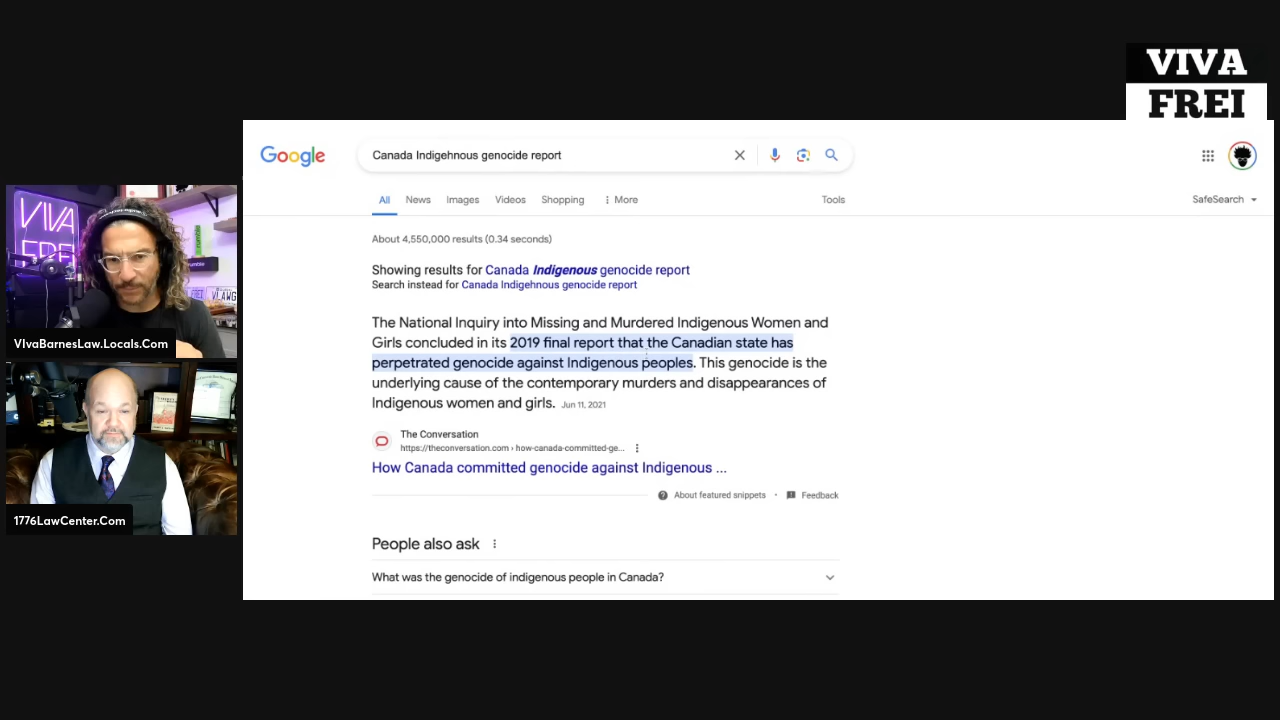 VIVA
FREI
Google
Canada Indigehnous genocide report
All
News
Images
Videos
Shopping
More
Tools
SafeSearch
About 4,550,000 results (0.34 seconds)
Showing results for Canada Indigenous genocide report
Search instead for Canada Indigehnous genocide report
The National Inquiry into Missing and Murdered Indigenous Women and
Girls concluded in its 2019 final report that the Canadian state has
perpetrated genocide against Indigenous peoples. This genocide is the
underlying cause of the contemporary murders and disappearances of
Indigenous women and girls. Jun 11, 2021
The Conversation
https://theconversation.com › how-canada-committed-ge...
How Canada committed genocide against Indigenous ...
About featured snippets • Feedback
People also ask
What was the genocide of indigenous people in Canada?
VIVA
FREI
rumble
VIvaBarnesLaw.Locals.Com
1776LawCenter.Com